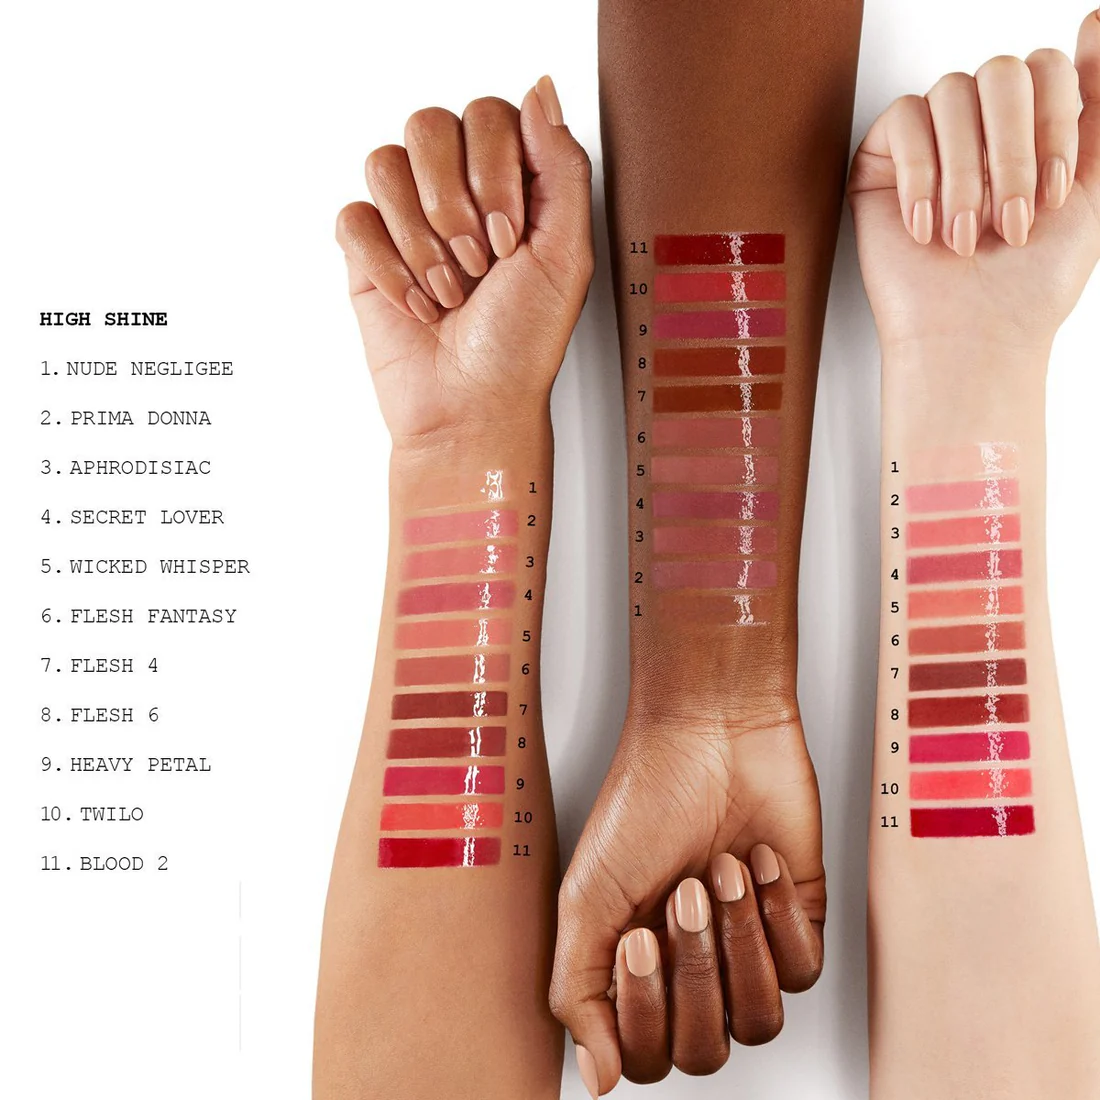 HIGH SHINE
1. NUDE NEGLIGEE
2. PRIMA DONNA
3. APHRODISIAC
4. SECRET LOVER
5. WICKED WHISPER
6. FLESH FANTASY
7. FLESH 4
8. FLESH 6
9. HEAVY PETAL
10. TWILO
11. BLOOD 2
1
2
3
4
5
6
7
8
9
10
11
11
10
9
8
7
6
5
4
3
2
1
1
2
3
4
5
6
7
8
9
10
11